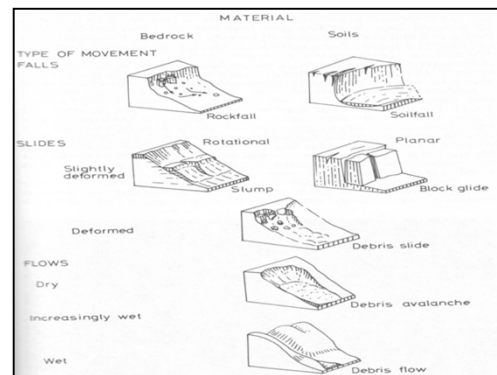 MATERIAL
Bedrock Soils
TYPE OF MOVEMENT
FALLS
Rockfall Soilfall
SLIDES Rotational Planar
Slightly
deformed
Slump Block glide
Deformed
Debris slide
FLOWS
Dry
Debris avalanche
Increasingly wet
Wet
Debris flow